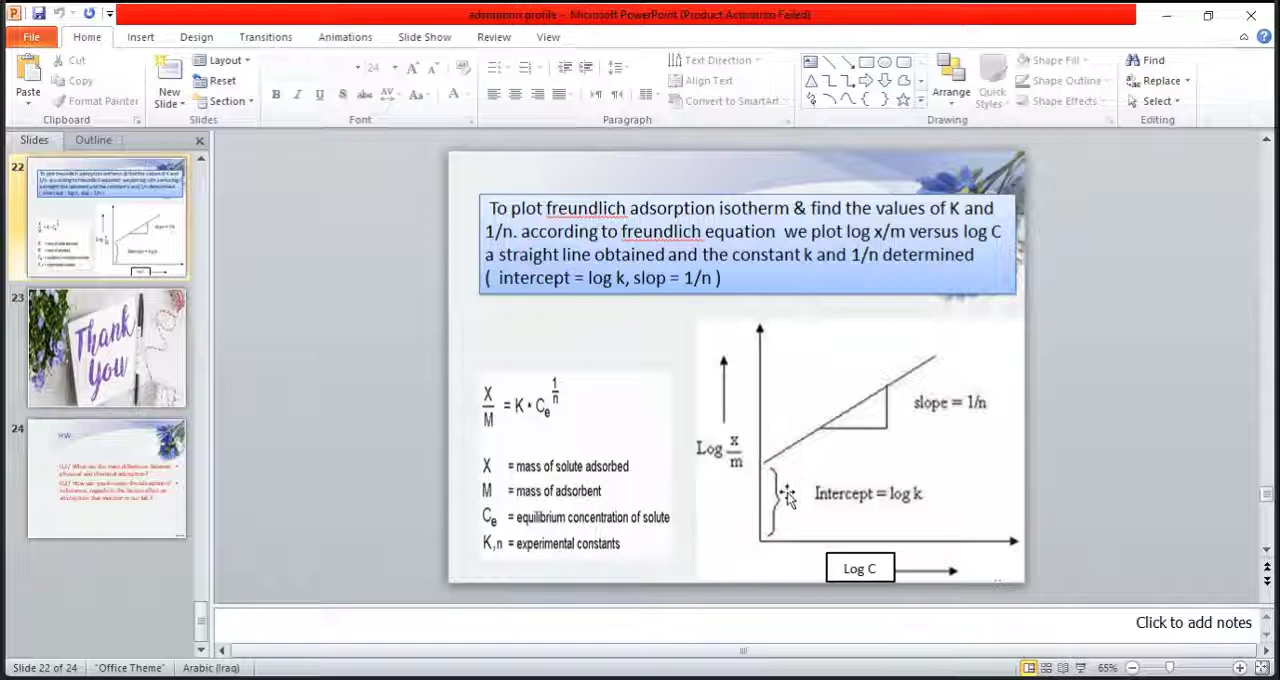 adsorption profile - Microsoft PowerPoint (Product Activation Failed)
File Home Insert Design Transitions Animations Slide Show Review View
Paste
Cut
Copy
Format Painter
Clipboard
New
Slide
Layout
Reset
Section
Slides
24
B I U S abc AV Aa A
Font
Text Direction
Align Text
Convert to SmartArt
Paragraph
Arrange
Quick
Styles
Shape Fill
Shape Outline
Shape Effects
Drawing
Find
Replace
Select
Editing
Slides Outline
22
23
Thank
You
24
H.W
To plot freundlich adsorption isotherm & find the values of K and
1/n. according to freundlich equation we plot log x/m versus log C
a straight line obtained and the constant k and 1/n determined
( intercept = log k, slop = 1/n )
X/M = K • Ce^1/n
X = mass of solute adsorbed
M = mass of adsorbent
Ce = equilibrium concentration of solute
K,n = experimental constants
slope = 1/n
Log x/m
Intercept = log k
Log C
Click to add notes
Slide 22 of 24 "Office Theme" Arabic (Iraq) 65%